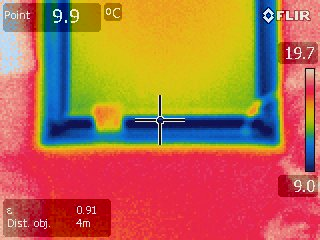 Point 9.9 °C
FLIR
19.7
9.0
ε 0.91
Dist. obj. 4m